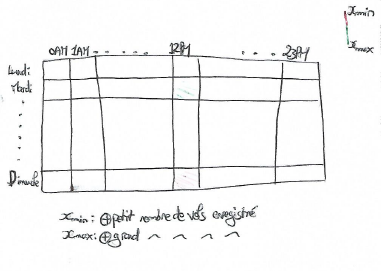 xmin
xmax
0AM 1AM . . . . . . 12PM . . . . 23PM
Lundi
Mardi
.
.
.
.
Dimanche
xmin : ⊕ petit nombre de vols enregistré
xmax : ⊕ grand ~ ~ ~ ~